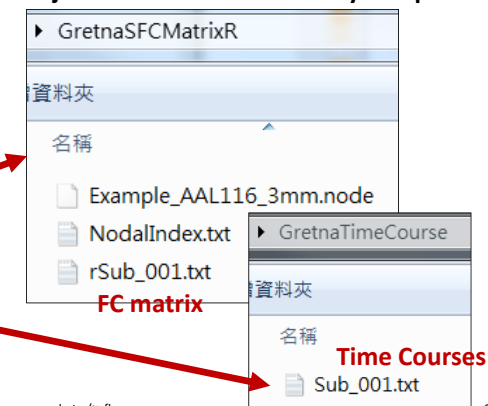 GretnaSFCMatrixR
資料夾
名稱
Example_AAL116_3mm.node
NodalIndex.txt
rSub_001.txt
FC matrix
GretnaTimeCourse
資料夾
名稱
Time Courses
Sub_001.txt